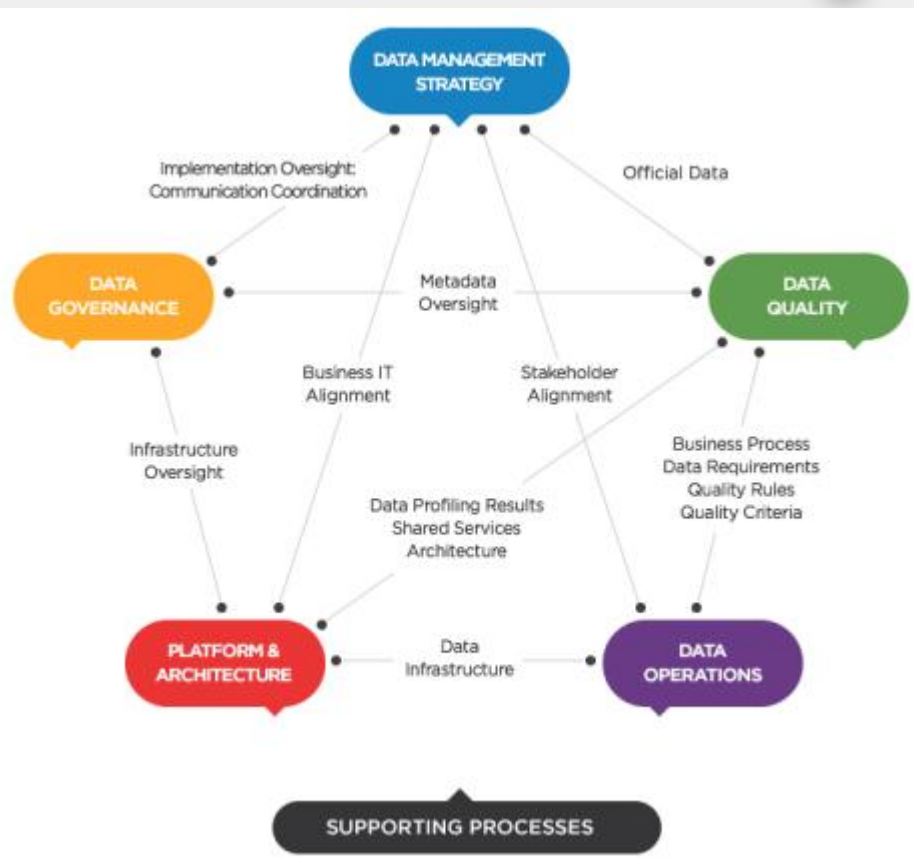 DATA MANAGEMENT
STRATEGY
Implementation Oversight:
Communication Coordination
Official Data
DATA
GOVERNANCE
Metadata
Oversight
DATA
QUALITY
Business IT
Alignment
Stakeholder
Alignment
Infrastructure
Oversight
Business Process
Data Requirements
Quality Rules
Quality Criteria
Data Profiling Results
Shared Services
Architecture
PLATFORM &
ARCHITECTURE
Data
Infrastructure
DATA
OPERATIONS
SUPPORTING PROCESSES